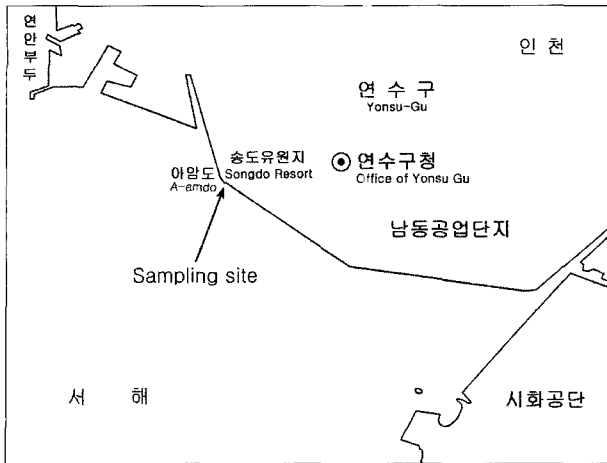 연안부두
인 천
연 수 구
Yonsu-Gu
송도유원지
Songdo Resort
아암도
A-amdo
연수구청
Office of Yonsu Gu
남동공업단지
Sampling site
서 해
시화공단